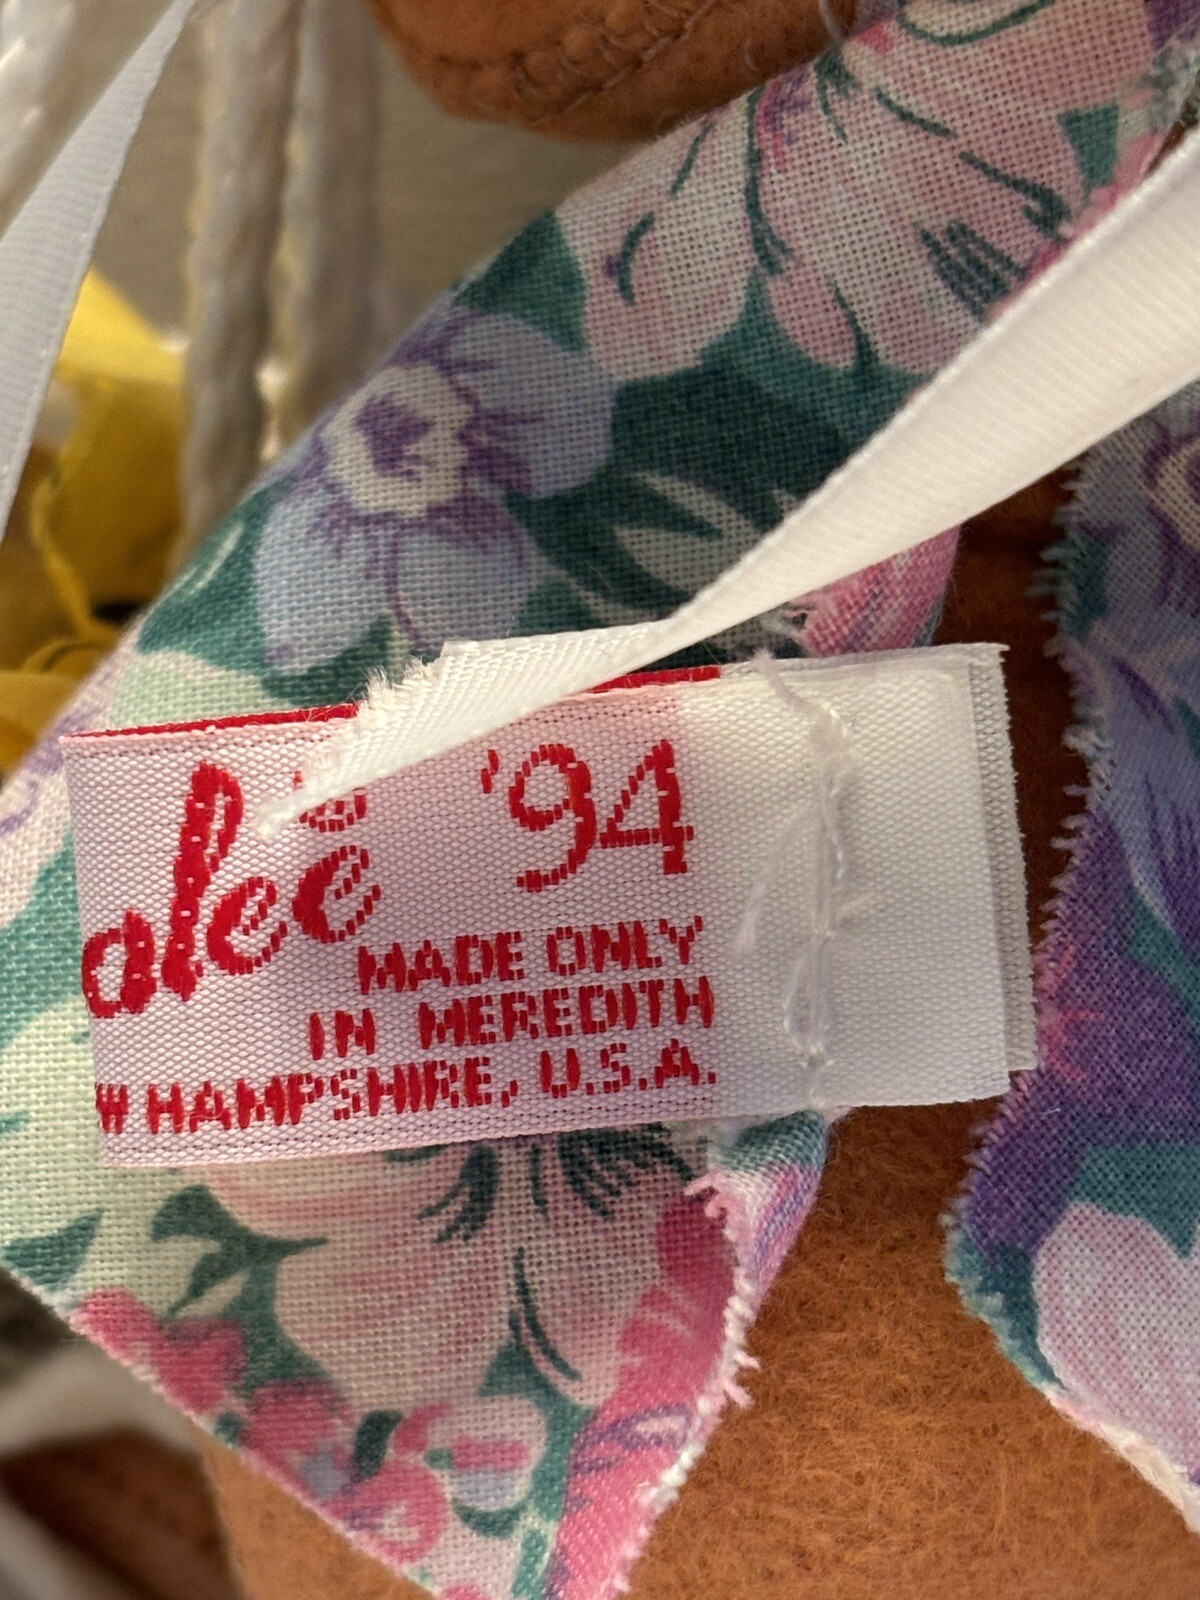 alee '94
MADE ONLY
IN MEREDITH
W HAMPSHIRE, U.S.A.